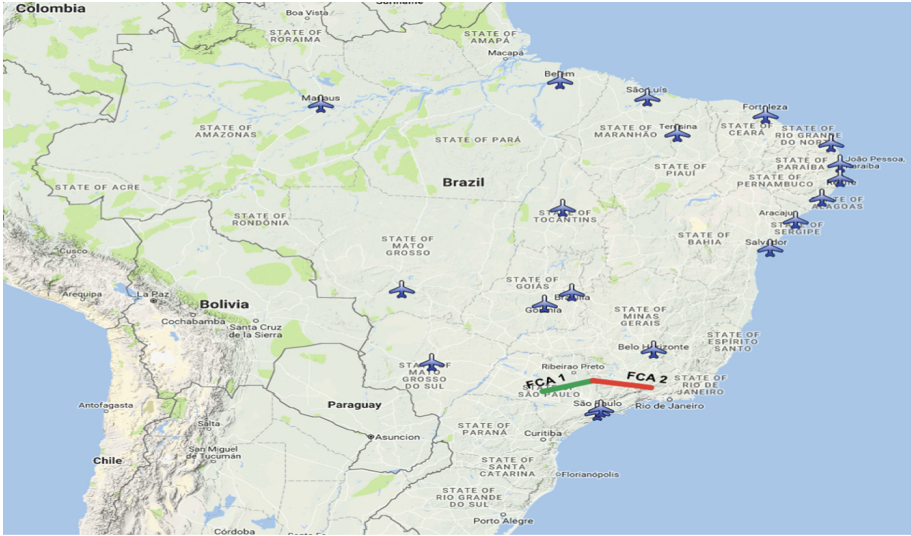 Colombia
Boa Vista
STATE OF
RORAIMA
STATE OF
AMAPÁ
Macapá
Belém
São Luís
Manaus
Fortaleza
STATE OF
AMAZONAS
STATE OF PARÁ
STATE OF
MARANHÃO
Teresina
STATE OF
CEARÁ
STATE OF
RIO GRANDE
DO NORTE
João Pessoa,
Paraíba
STATE OF
PARAÍBA
STATE OF
PIAUÍ
STATE OF
PERNAMBUCO
Brazil
STATE OF ACRE
STATE OF
RONDÔNIA
STATE OF
TOCANTINS
STATE OF
ALAGOAS
Aracaju
STATE OF
SERGIPE
STATE OF
MATO
GROSSO
STATE OF
BAHIA
Salvador
Cusco
Arequipa
La Paz
Bolivia
Cochabamba
Santa Cruz
de la Sierra
STATE OF
GOIÁS
Brasília
Goiânia
STATE OF
MINAS
GERAIS
STATE OF
ESPÍRITO
SANTO
Belo Horizonte
STATE OF
MATO
GROSSO
DO SUL
Ribeirao Preto
FCA 1
FCA 2
STATE OF
SÃO PAULO
STATE OF
RIO DE
JANEIRO
Rio de Janeiro
São Paulo
Antofagasta
Paraguay
STATE OF
PARANÁ
Curitiba
Asuncion
Salta
San Miguel
de Tucumán
Chile
STATE OF
SANTA
CATARINA
Florianópolis
STATE OF
RIO GRANDE
DO SUL
Porto Alegre
Córdoba